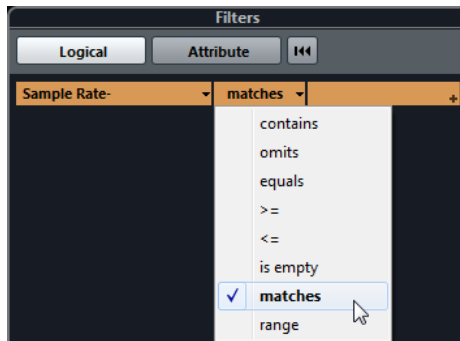 Filters
Logical Attribute
Sample Rate- matches +
contains
omits
equals
>=
<=
is empty
✓ matches
range